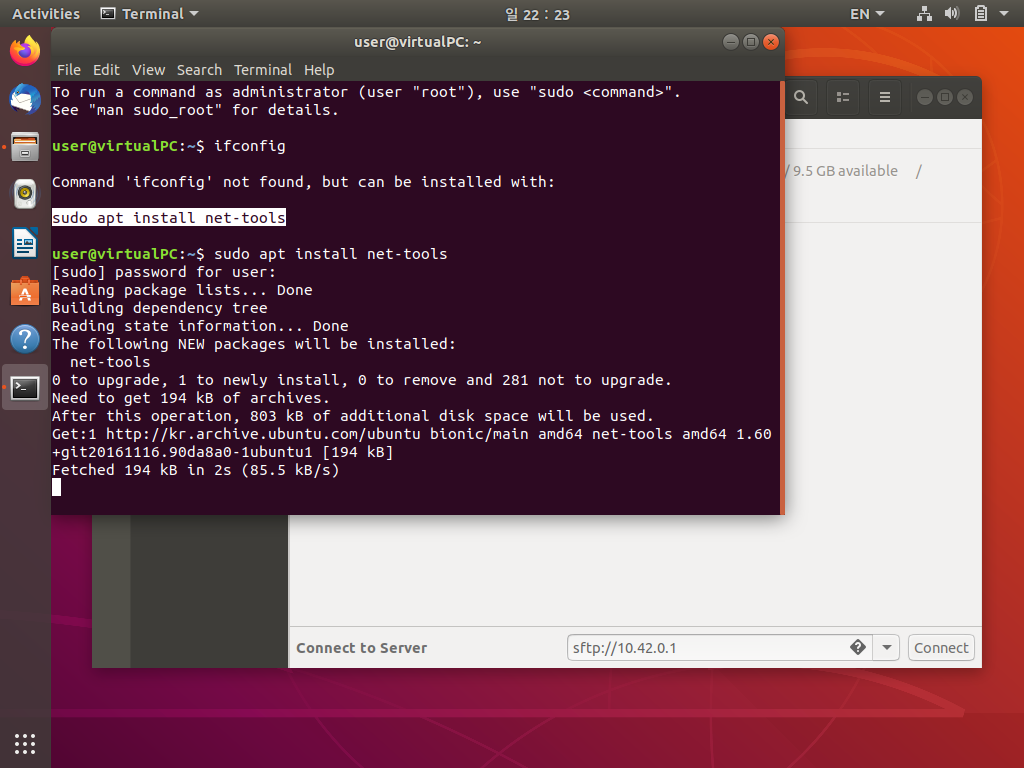 Activities Terminal 일 22 : 23 EN
user@virtualPC: ~
File Edit View Search Terminal Help
To run a command as administrator (user "root"), use "sudo <command>".
See "man sudo_root" for details.
user@virtualPC:~$ ifconfig
Command 'ifconfig' not found, but can be installed with:
sudo apt install net-tools
user@virtualPC:~$ sudo apt install net-tools
[sudo] password for user:
Reading package lists... Done
Building dependency tree
Reading state information... Done
The following NEW packages will be installed:
net-tools
0 to upgrade, 1 to newly install, 0 to remove and 281 not to upgrade.
Need to get 194 kB of archives.
After this operation, 803 kB of additional disk space will be used.
Get:1 http://kr.archive.ubuntu.com/ubuntu bionic/main amd64 net-tools amd64 1.60
+git20161116.90da8a0-1ubuntu1 [194 kB]
Fetched 194 kB in 2s (85.5 kB/s)
/ 9.5 GB available /
Connect to Server sftp://10.42.0.1 Connect